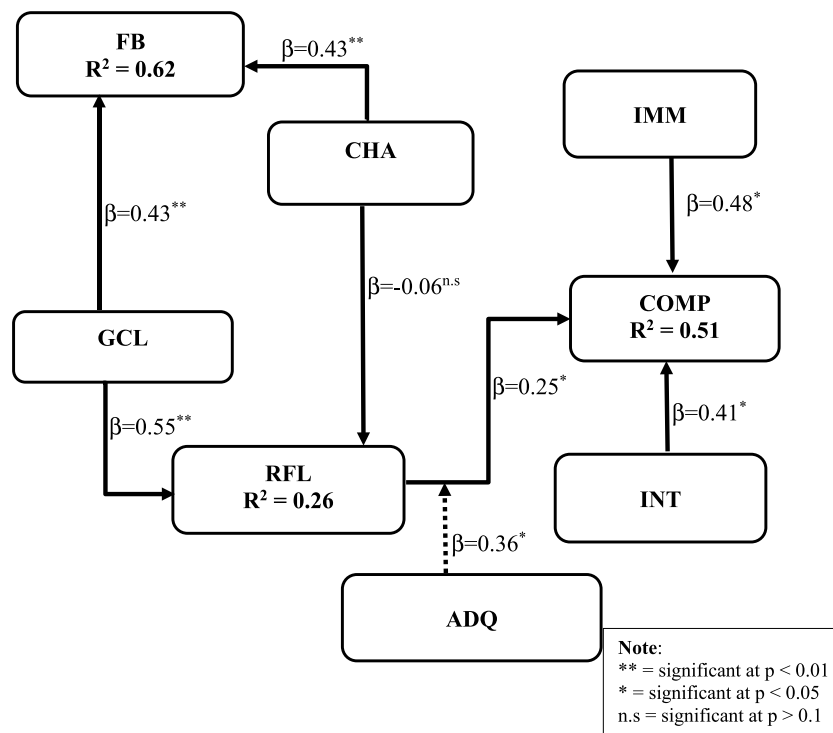 FB
R² = 0.62
β=0.43**
CHA
IMM
β=0.43**
β=0.48*
β=-0.06ⁿ·ˢ
GCL
COMP
R² = 0.51
β=0.55**
β=0.25*
β=0.41*
RFL
R² = 0.26
INT
β=0.36*
ADQ
Note:
** = significant at p < 0.01
* = significant at p < 0.05
n.s = significant at p > 0.1